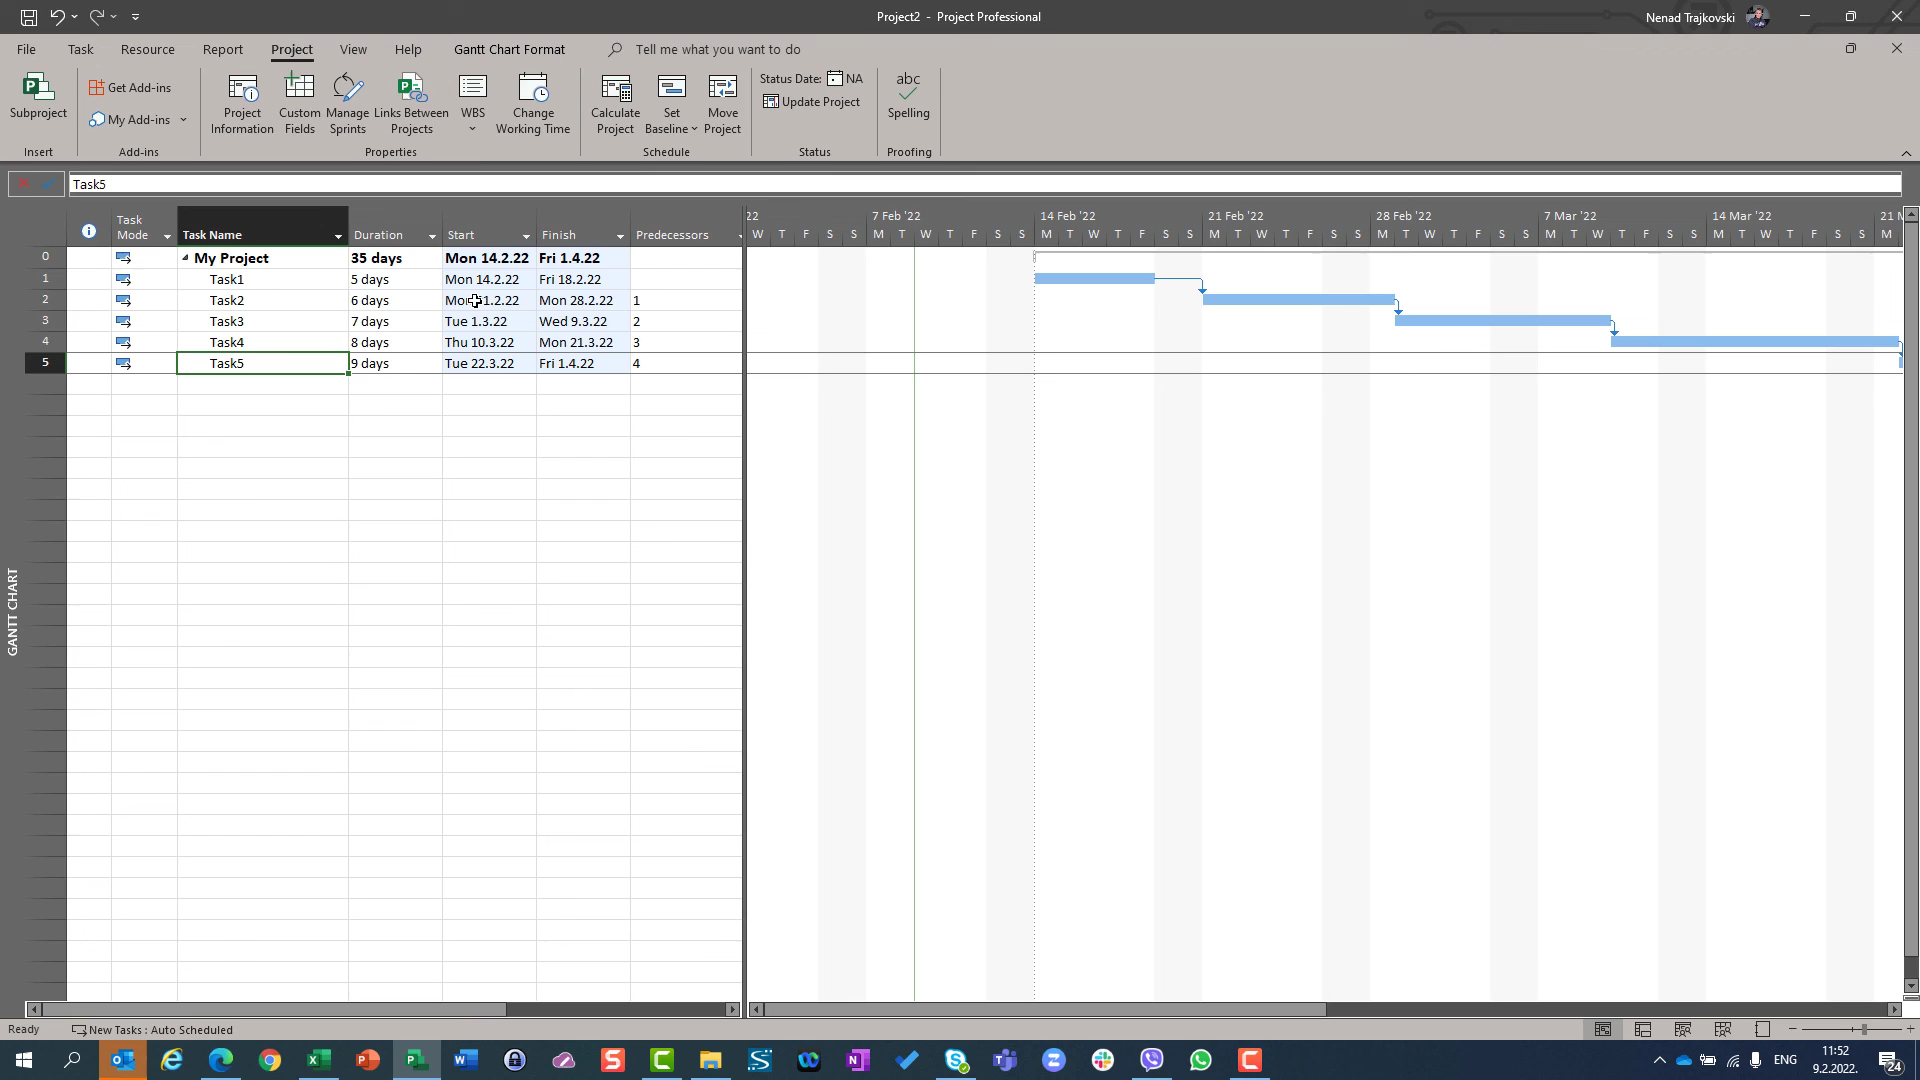 Project2 - Project Professional
Nenad Trajkovski
File Task Resource Report Project View Help Gantt Chart Format Tell me what you want to do
Subproject
Insert
Get Add-ins
My Add-ins
Add-ins
Project Information
Custom Fields
Manage Sprints
Links Between Projects
WBS
Change Working Time
Properties
Calculate Project
Set Baseline
Move Project
Schedule
Status Date: NA
Update Project
Status
abc
Spelling
Proofing
Task5
Task Mode Task Name Duration Start Finish Predecessors
0 My Project 35 days Mon 14.2.22 Fri 1.4.22
1 Task1 5 days Mon 14.2.22 Fri 18.2.22
2 Task2 6 days 1.2.22 Mon 28.2.22 1
3 Task3 7 days Tue 1.3.22 Wed 9.3.22 2
4 Task4 8 days Thu 10.3.22 Mon 21.3.22 3
5 Task5 9 days Tue 22.3.22 Fri 1.4.22 4
22 7 Feb '22 14 Feb '22 21 Feb '22 28 Feb '22 7 Mar '22 14 Mar '22 21
W T F S S M T W T F S S M T W T F S S M T W T F S S M T W T F S S M T W T F S S M T W T F S S M
GANTT CHART
Ready New Tasks : Auto Scheduled
ENG
11:52
9.2.2022.
24